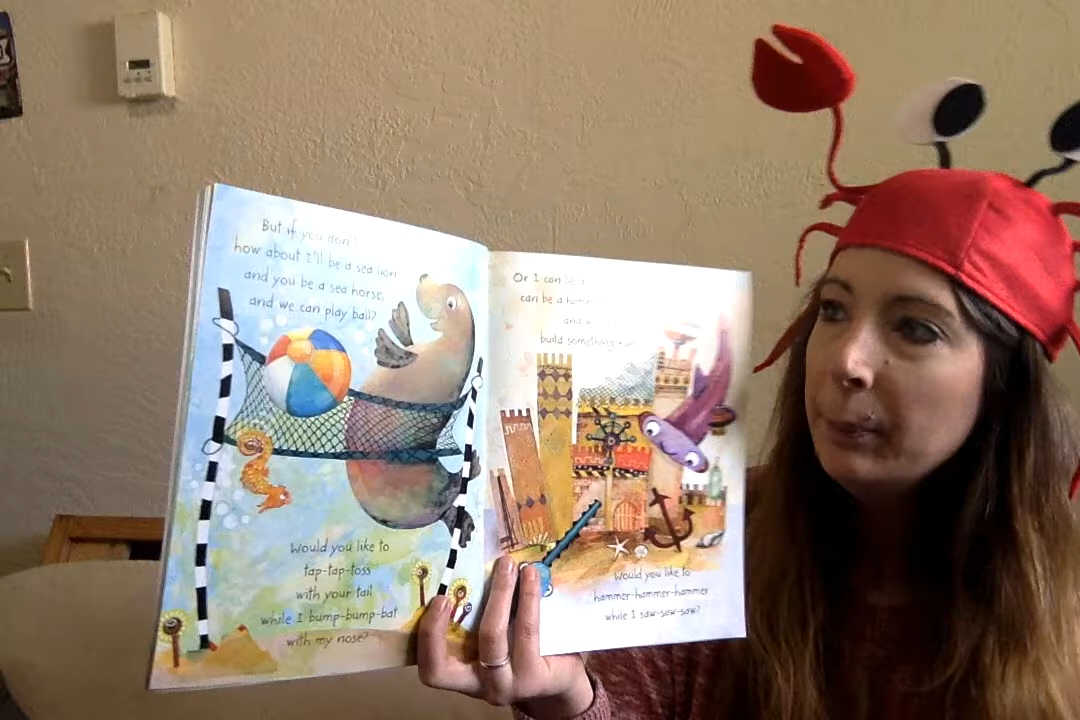 But if you don't
how about I'll be a sea lion
and you be a sea horse,
and we can play ball?
Would you like to
tap-tap-toss
with your tail
while I bump-bump-bat
with my nose?
Or I can be a
can be a
and
build something
Would you like to
hammer-hammer-hammer
while I saw-saw-saw?